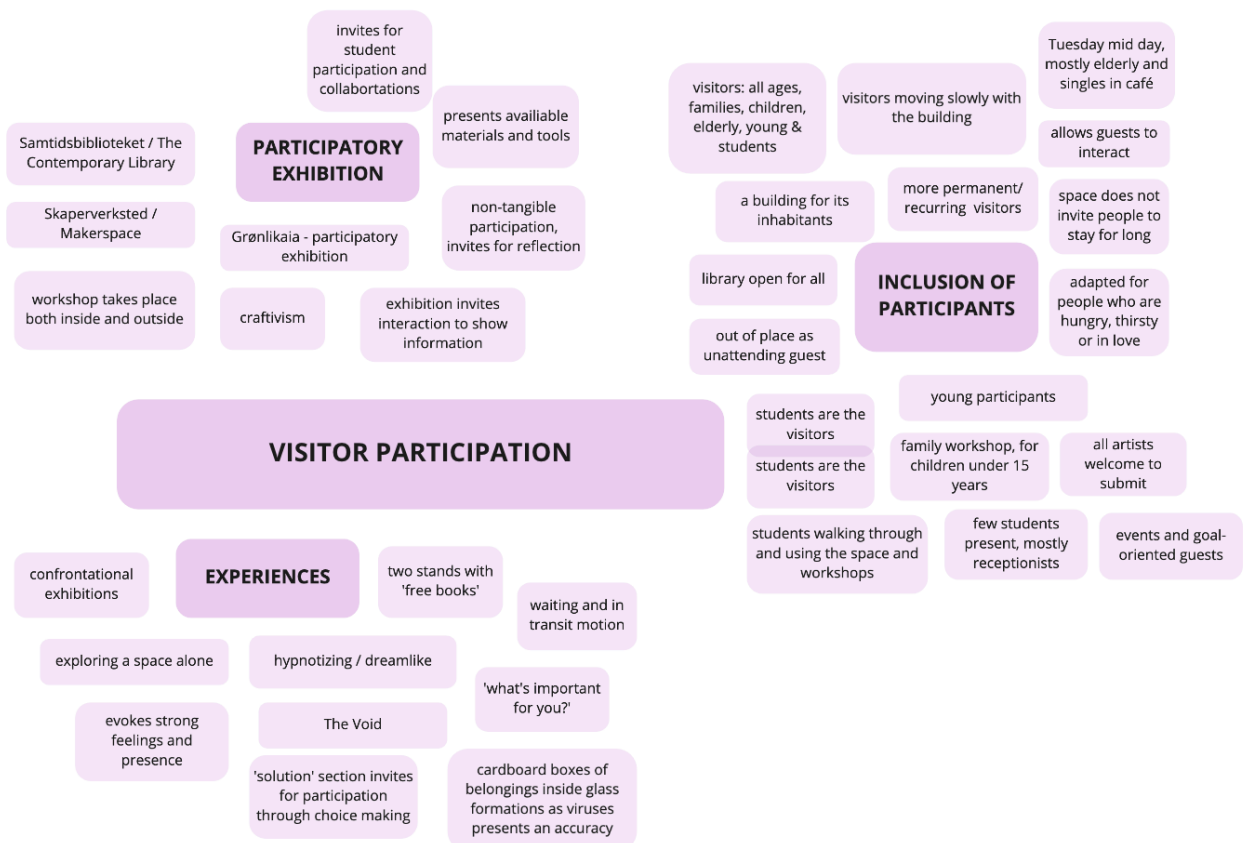 invites for
student
participation and
collabortations
presents availiable
materials and tools
Samtidsbiblioteket / The
Contemporary Library
PARTICIPATORY
EXHIBITION
Skaperverksted /
Makerspace
Grønlikaia - participatory
exhibition
non-tangible
participation,
invites for reflection
workshop takes place
both inside and outside
craftivism
exhibition invites
interaction to show
information
Tuesday mid day,
mostly elderly and
singles in café
visitors: all ages,
families, children,
elderly, young &
students
visitors moving slowly with
the building
allows guests to
interact
a building for its
inhabitants
more permanent/
recurring visitors
space does not
invite people to
stay for long
library open for all
INCLUSION OF
PARTICIPANTS
adapted for
people who are
hungry, thirsty
or in love
out of place as
unattending guest
VISITOR PARTICIPATION
students are the
visitors
young participants
students are the
visitors
family workshop, for
children under 15
years
all artists
welcome to
submit
students walking through
and using the space and
workshops
few students
present, mostly
receptionists
events and goal-
oriented guests
confrontational
exhibitions
EXPERIENCES
two stands with
'free books'
waiting and in
transit motion
exploring a space alone
hypnotizing / dreamlike
'what's important
for you?'
evokes strong
feelings and
presence
The Void
'solution' section invites
for participation
through choice making
cardboard boxes of
belongings inside glass
formations as viruses
presents an accuracy